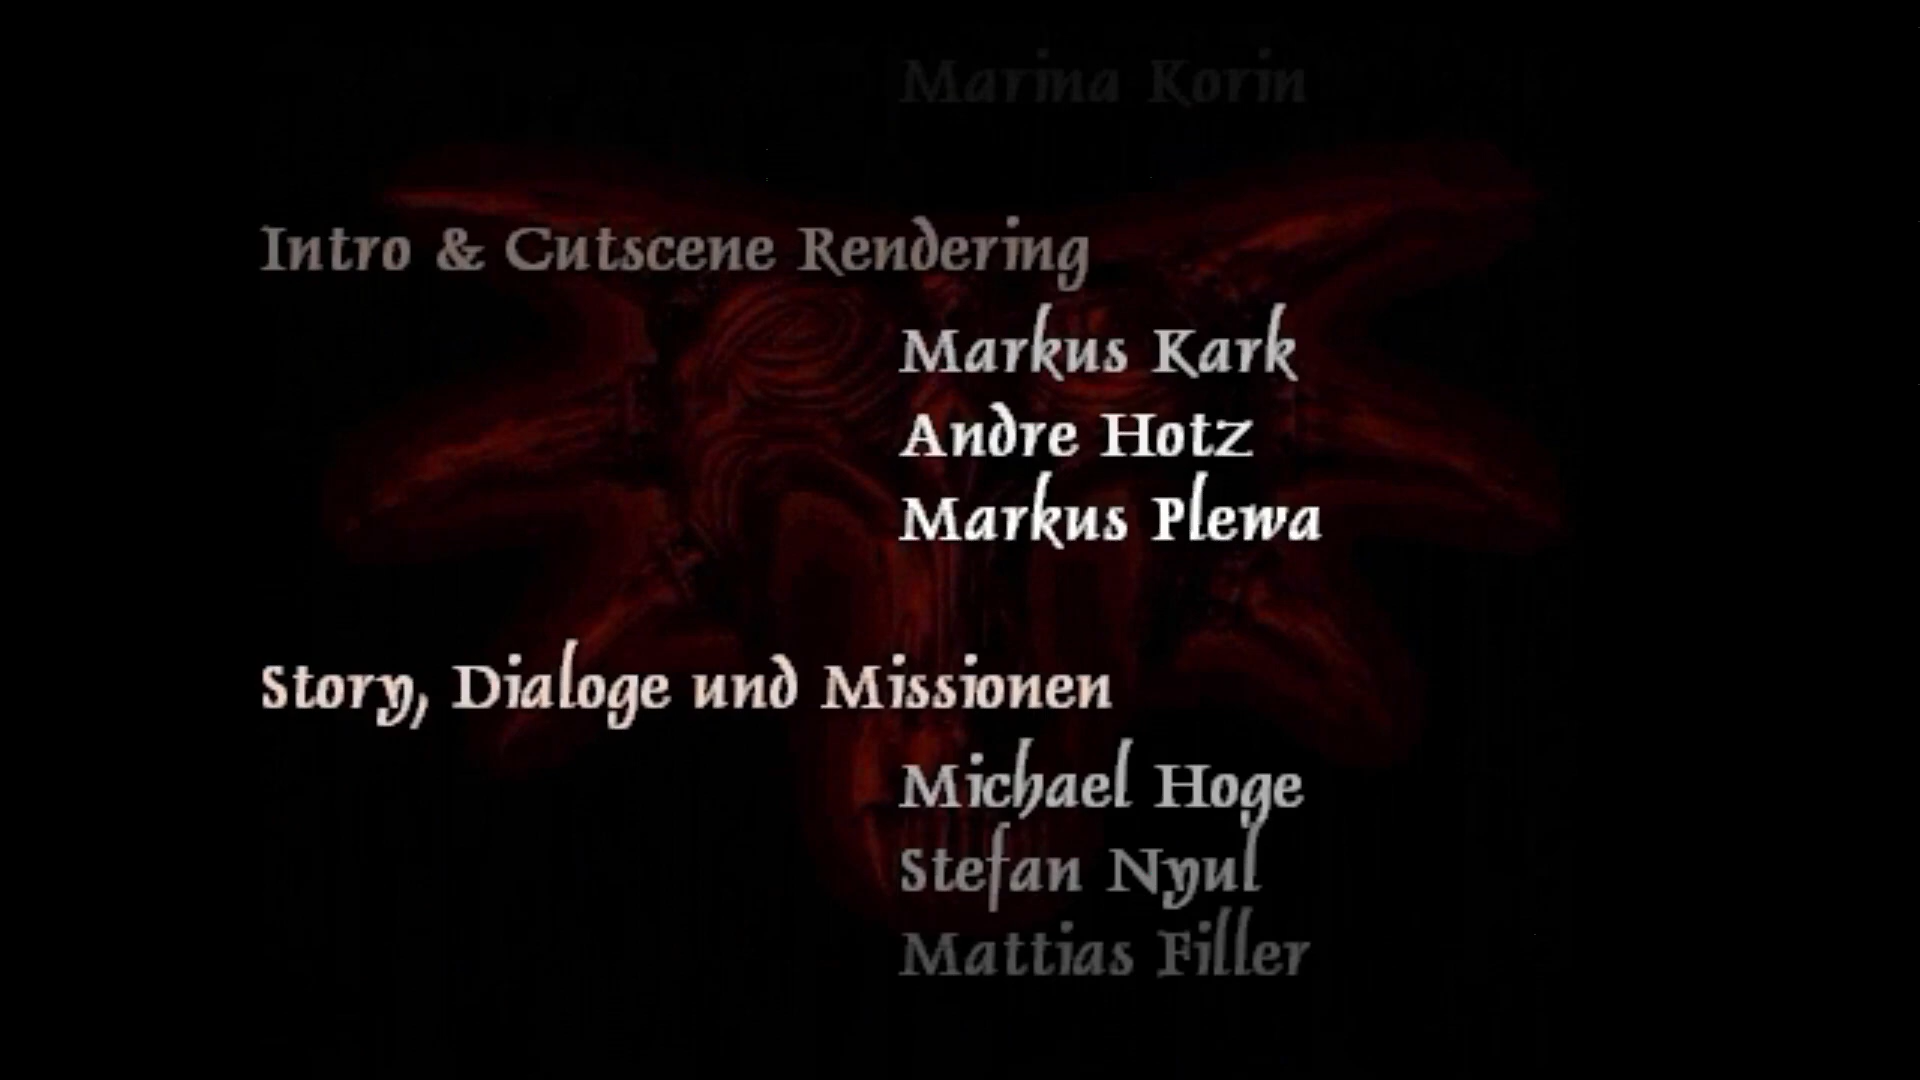 Marina Korin
Intro & Cutscene Rendering
Markus Kark
Andre Hotz
Markus Plewa
Story, Dialoge und Missionen
Michael Hoge
Stefan Nyul
Mattias Filler